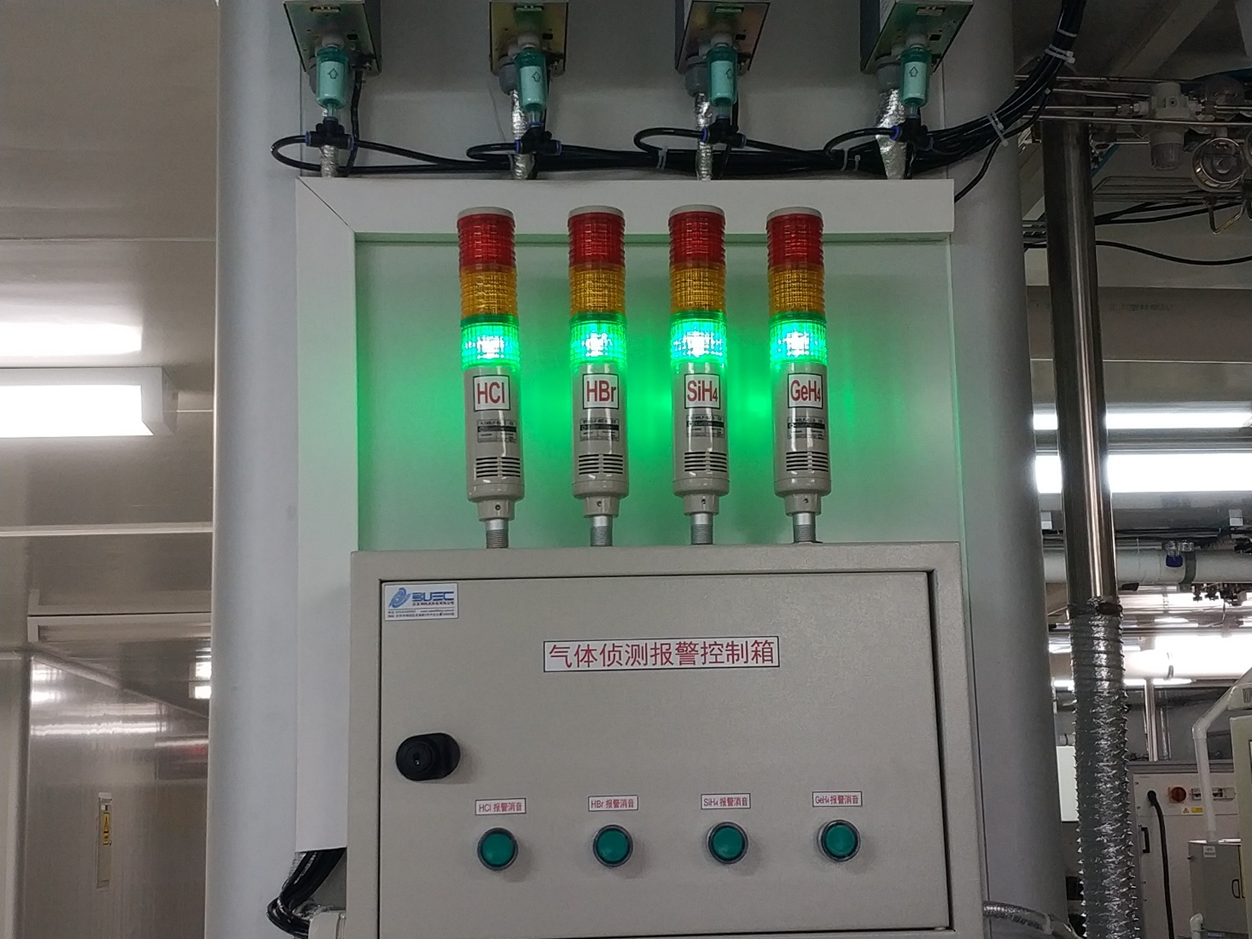 HCl
HBr
SiH4
GeH4
SUEC
气体侦测报警控制箱
HCl 报警消音
HBr 报警消音
SiH4 报警消音
GeH4 报警消音